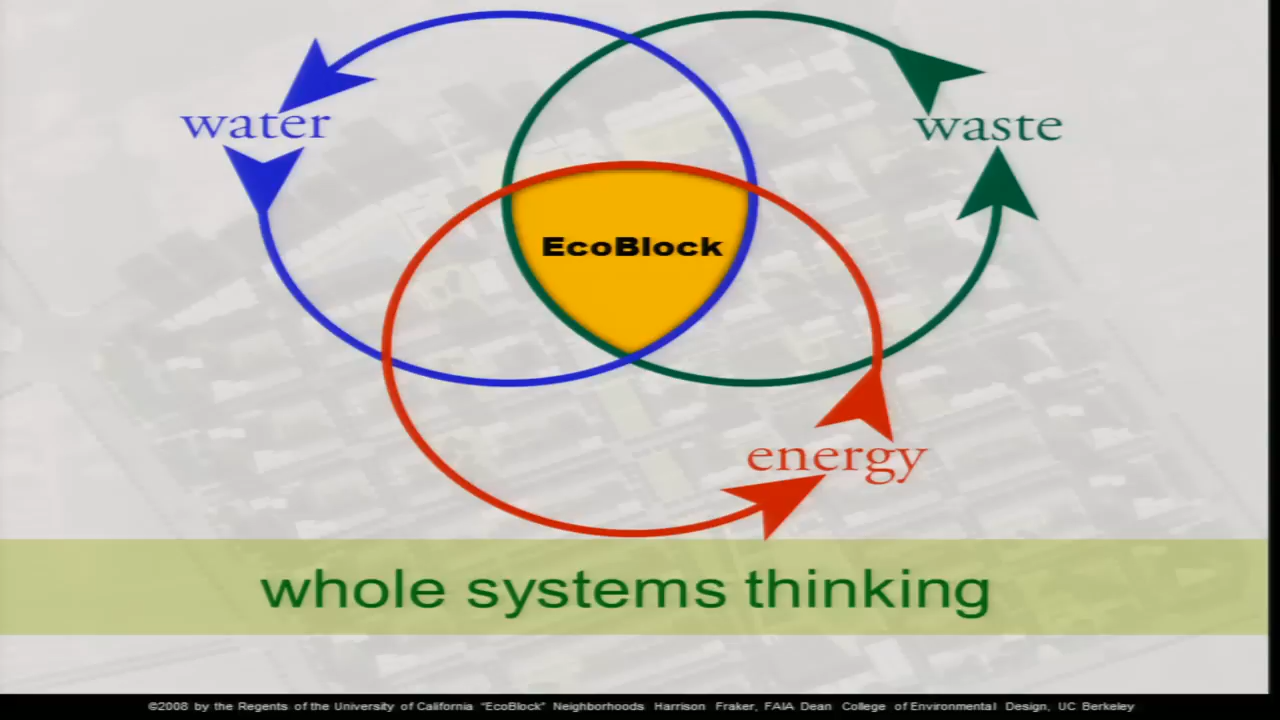 water
waste
EcoBlock
energy
whole systems thinking
©2008 by the Regents of the University of California "EcoBlock" Neighborhoods Harrison Fraker, FAIA Dean College of Environmental Design, UC Berkeley